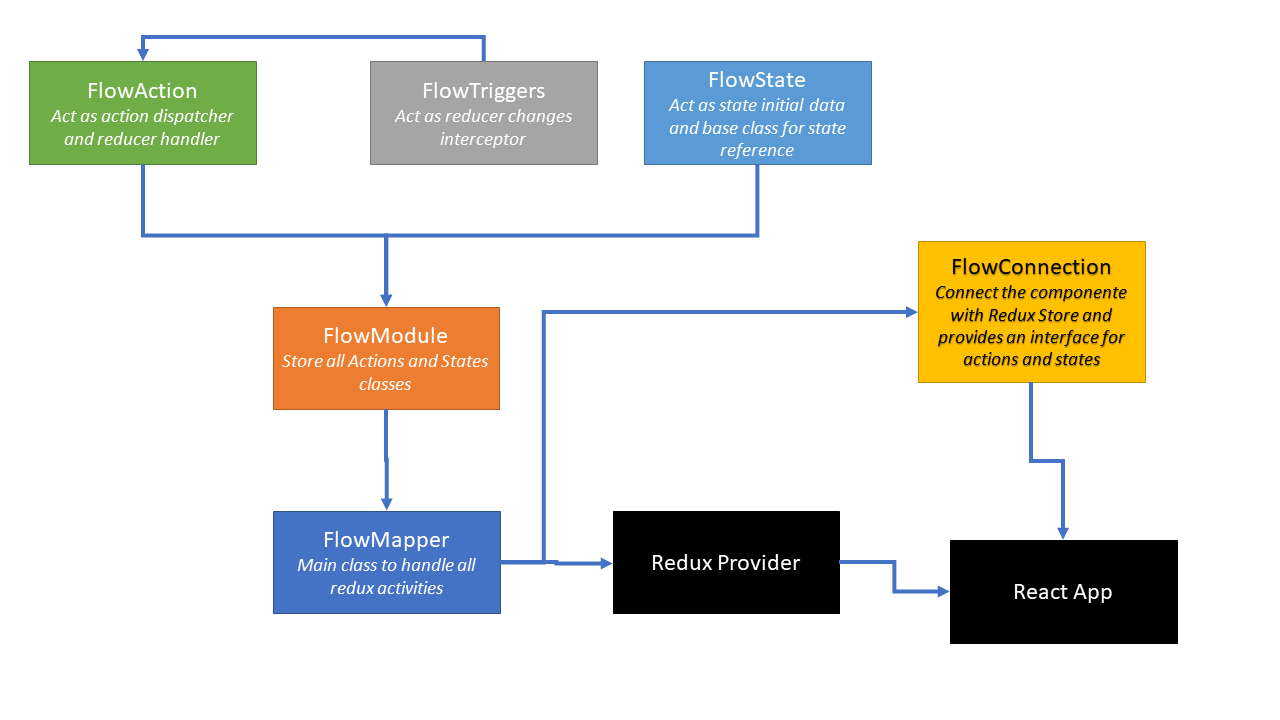 FlowAction
Act as action dispatcher
and reducer handler
FlowTriggers
Act as reducer changes
interceptor
FlowState
Act as state initial data
and base class for state
reference
FlowConnection
Connect the componente
with Redux Store and
provides an interface for
actions and states
FlowModule
Store all Actions and States
classes
FlowMapper
Main class to handle all
redux activities
Redux Provider
React App